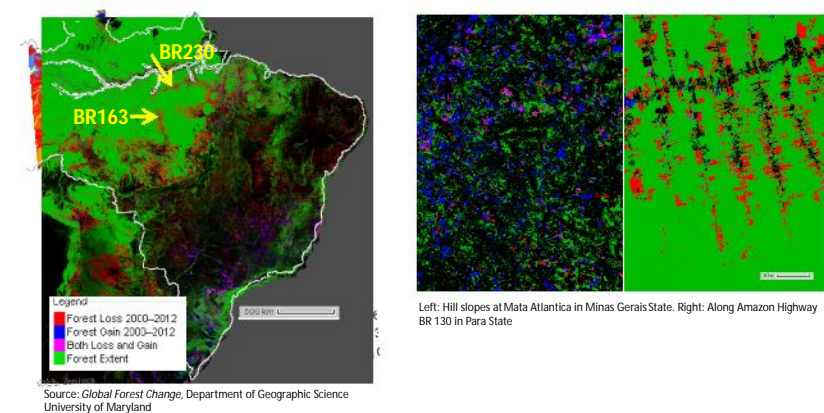 BR230
BR163
Legend
Forest Loss 2000–2012
Forest Gain 2000–2012
Both Loss and Gain
Forest Extent
500 km
Source: Global Forest Change, Department of Geographic Science
University of Maryland
Left: Hill slopes at Mata Atlantica in Minas Gerais State. Right: Along Amazon Highway
BR 130 in Para State